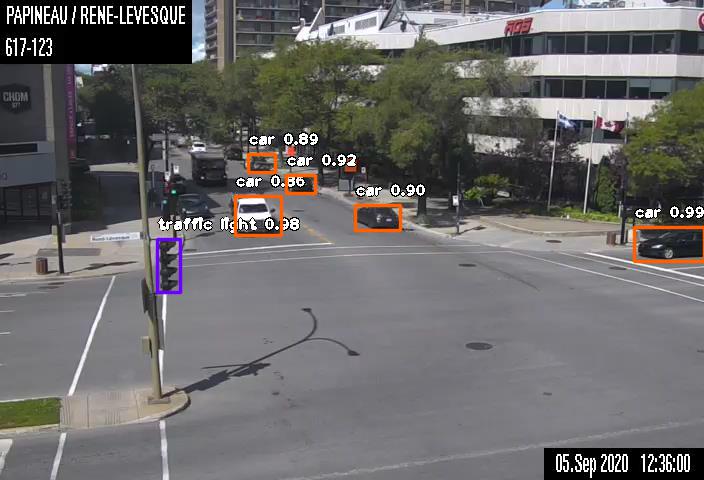 PAPINEAU / RENE-LEVESQUE
617-123
CHOM
car 0.89
car 0.92
car 0.86
car 0.90
car 0.99
traffic light 0.98
05.Sep 2020 12:36:00